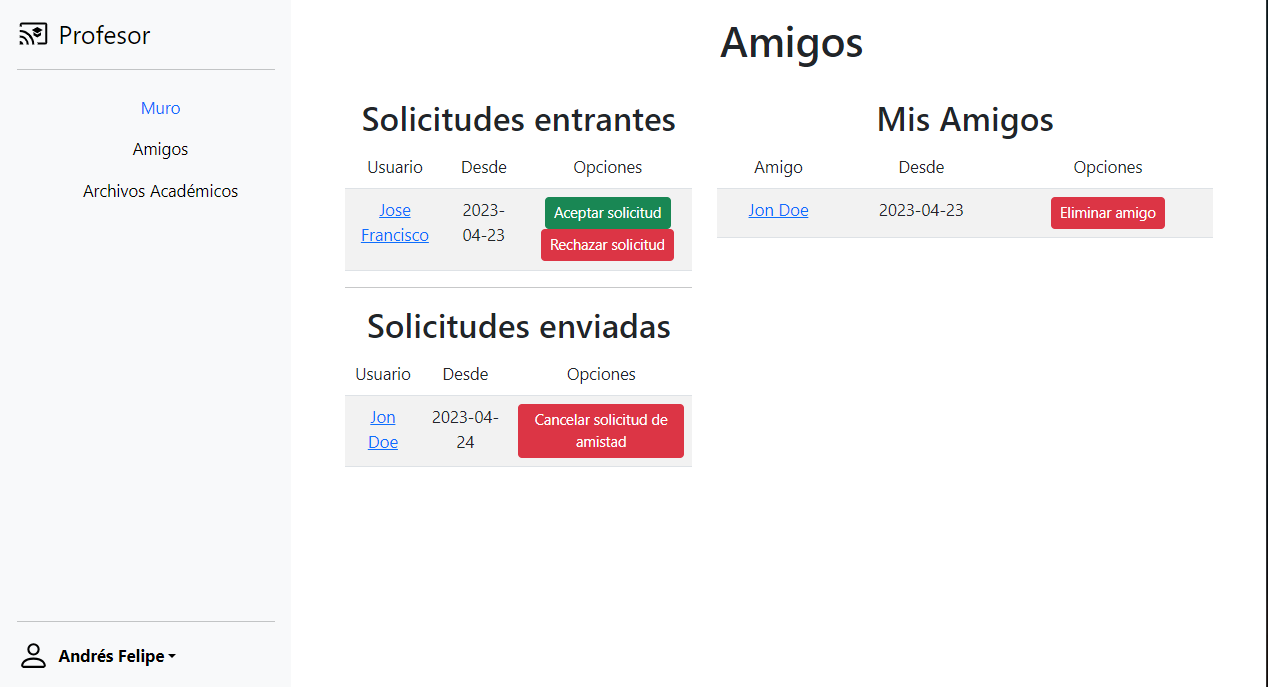 Profesor
Muro
Amigos
Archivos Académicos
Andrés Felipe
Amigos
Solicitudes entrantes
Usuario Desde Opciones
Jose 2023- Aceptar solicitud
Francisco 04-23 Rechazar solicitud
Solicitudes enviadas
Usuario Desde Opciones
Jon 2023-04- Cancelar solicitud de
Doe 24 amistad
Mis Amigos
Amigo Desde Opciones
Jon Doe 2023-04-23 Eliminar amigo